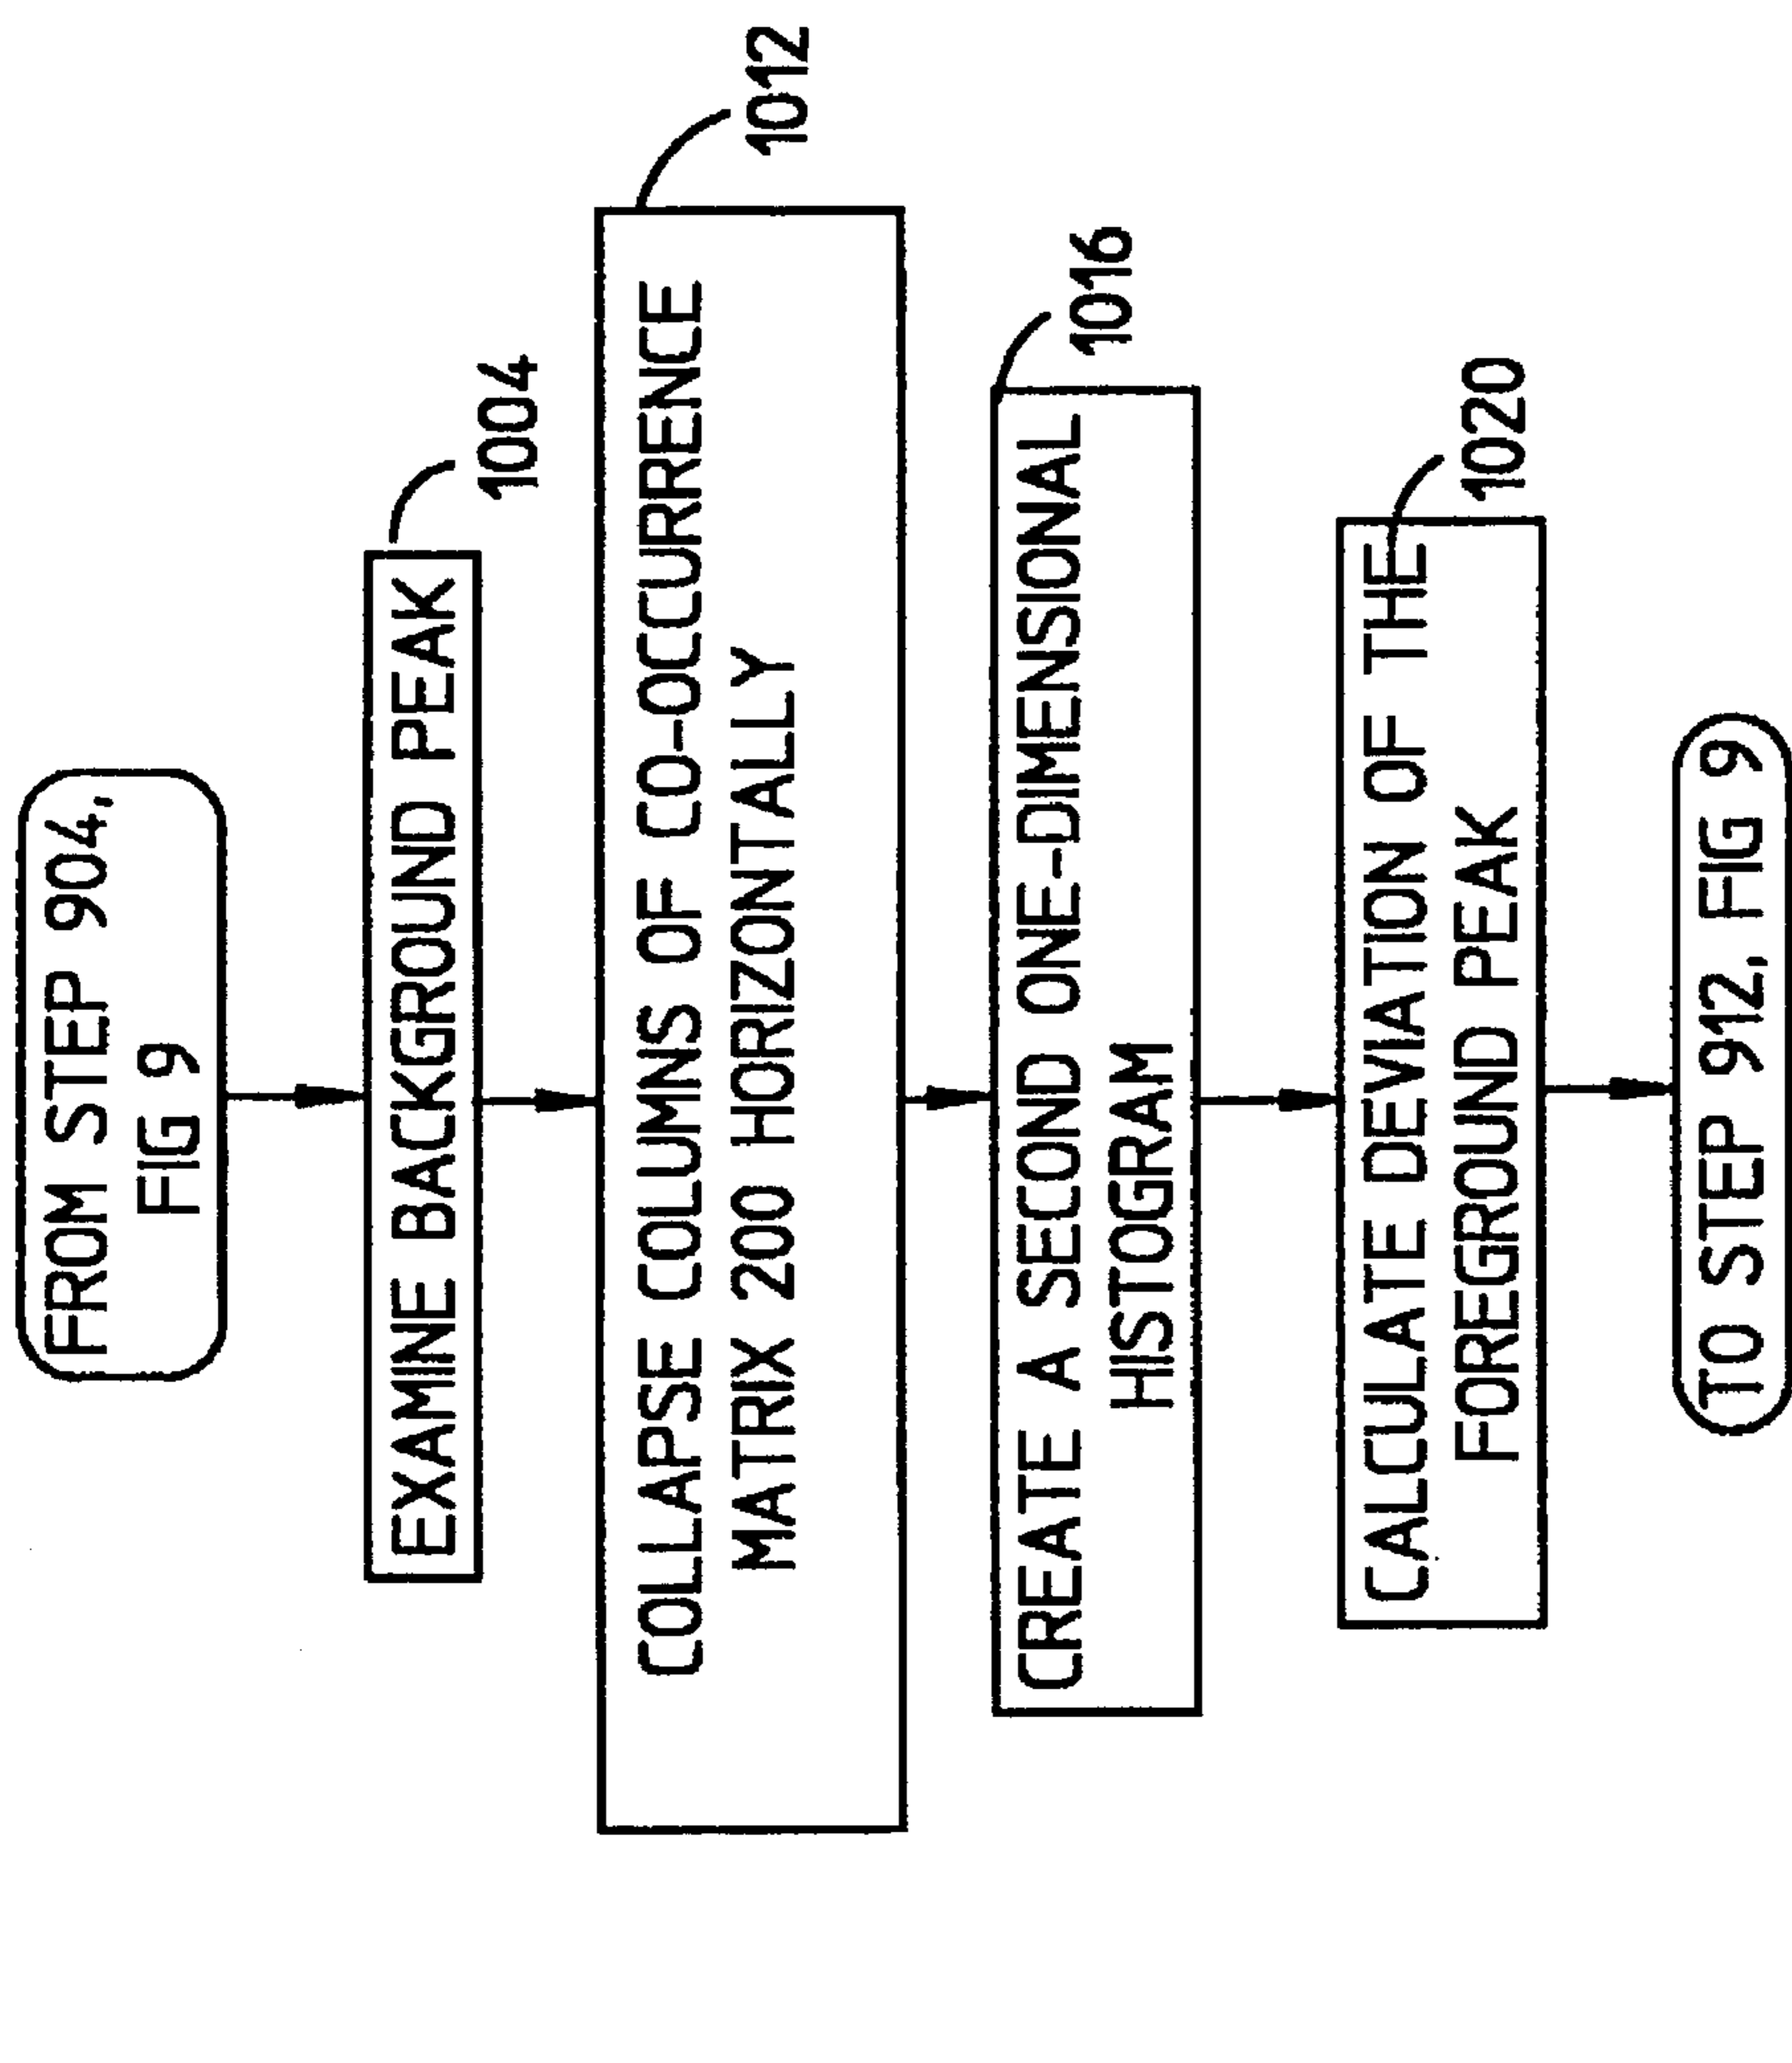 FROM STEP 904,
FIG 9
EXAMINE BACKGROUND PEAK
1004
COLLAPSE COLUMNS OF CO-OCCURRENCE
MATRIX 200 HORIZONTALLY
1012
CREATE A SECOND ONE-DIMENSIONAL
HISTOGRAM
1016
CALCULATE DEVIATION OF THE
FOREGROUND PEAK
1020
TO STEP 912, FIG 9